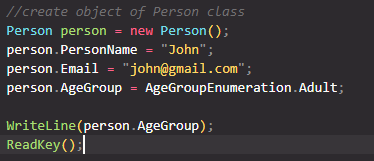 //create object of Person class
Person person = new Person();
person.PersonName = "John";
person.Email = "john@gmail.com";
person.AgeGroup = AgeGroupEnumeration.Adult;
WriteLine(person.AgeGroup);
ReadKey();